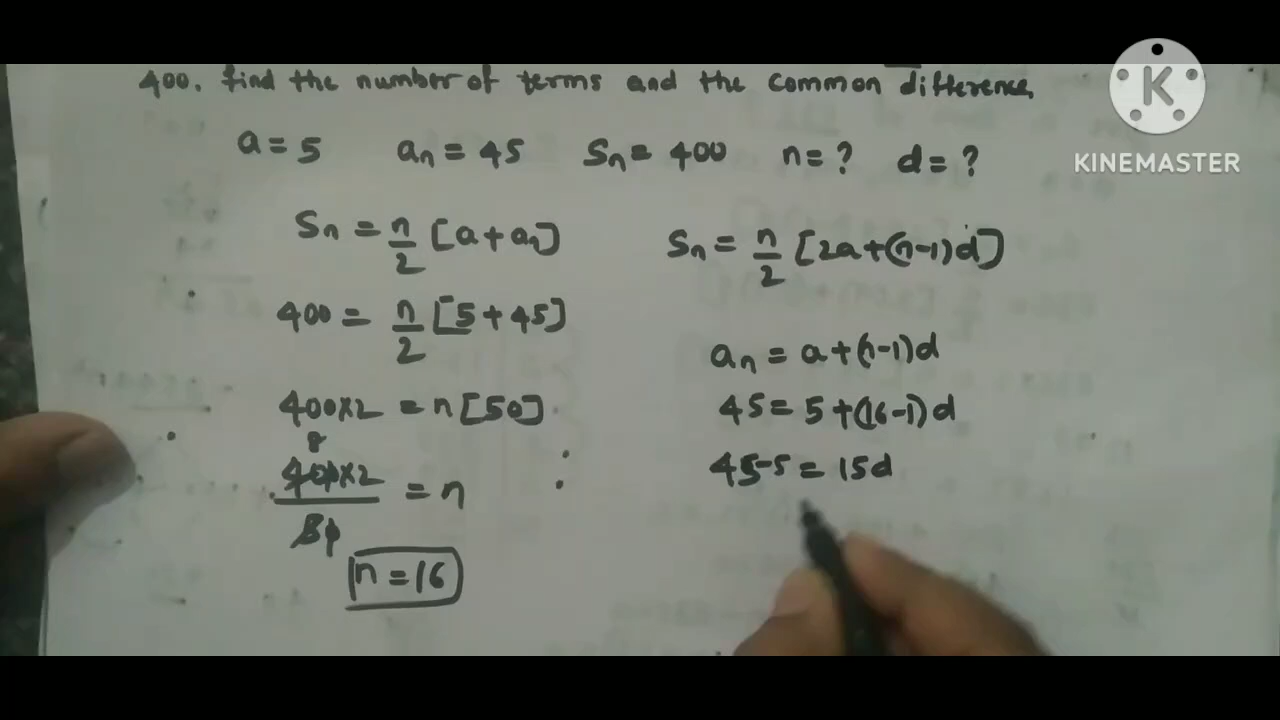 400. find the number of terms and the common difference.
a = 5 an = 45 Sn = 400 n = ? d = ?
Sn = n/2 [a + an]
400 = n/2 [5 + 45]
400×2 = n [50]
8
400×2/50 = n
n = 16
Sn = n/2 [2a + (n-1)d]
an = a + (n-1)d
45 = 5 + (16-1)d
45-5 = 15d
K
KINEMASTER